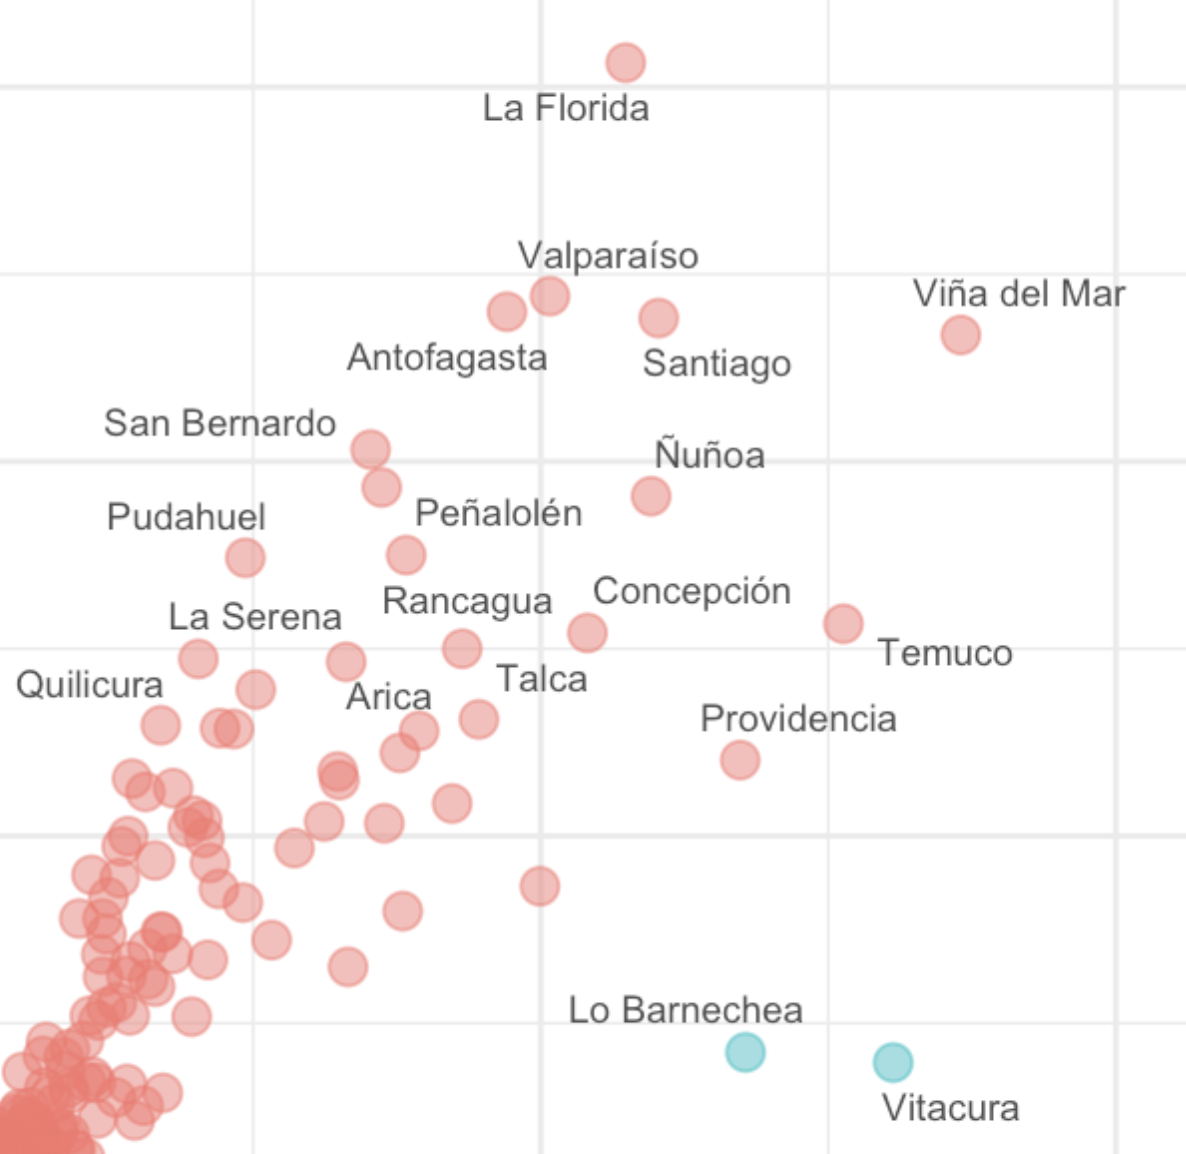 La Florida
Valparaíso
Viña del Mar
Antofagasta
Santiago
San Bernardo
Ñuñoa
Peñalolén
Pudahuel
Concepción
Rancagua
La Serena
Temuco
Talca
Quilicura
Arica
Providencia
Lo Barnechea
Vitacura